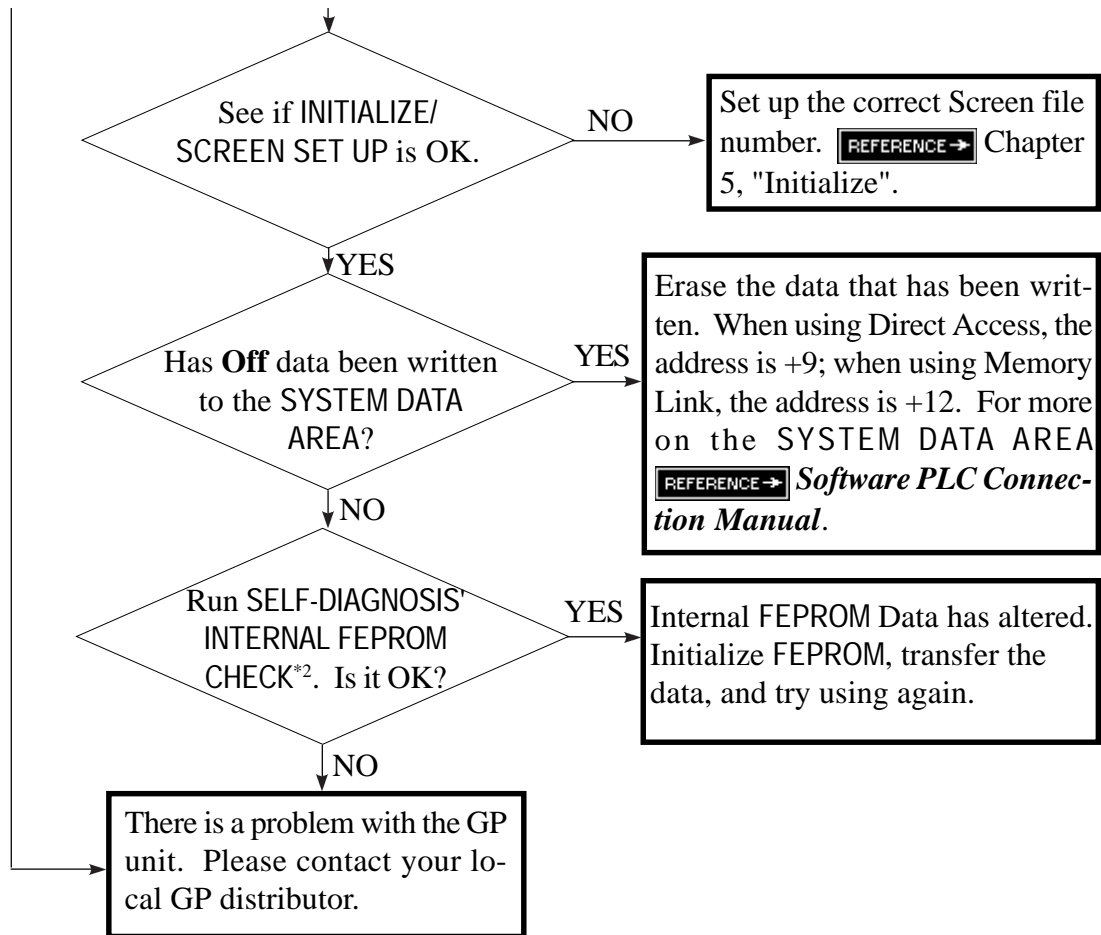 See if INITIALIZE/
SCREEN SET UP is OK.
NO
Set up the correct Screen file
number. REFERENCE→ Chapter
5, "Initialize".
YES
Has Off data been written
to the SYSTEM DATA
AREA?
YES
Erase the data that has been writ-
ten. When using Direct Access, the
address is +9; when using Memory
Link, the address is +12. For more
on the SYSTEM DATA AREA
REFERENCE→ Software PLC Connec-
tion Manual.
NO
Run SELF-DIAGNOSIS'
INTERNAL FEPROM
CHECK*2. Is it OK?
YES
Internal FEPROM Data has altered.
Initialize FEPROM, transfer the
data, and try using again.
NO
There is a problem with the GP
unit. Please contact your lo-
cal GP distributor.